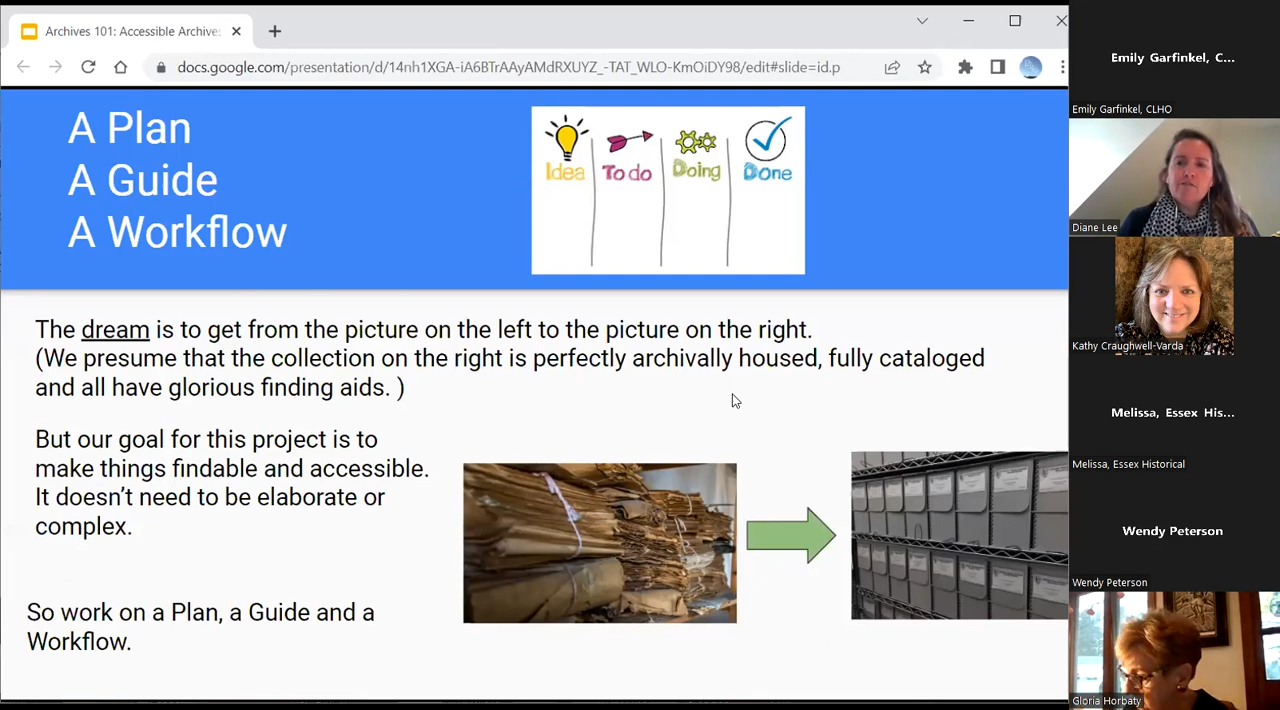 Archives 101: Accessible Archives
docs.google.com/presentation/d/14nh1XGA-iA6BTrAAyAMdRXUYZ_-TAT_WLO-KmOiDY98/edit#slide=id.p
A Plan
A Guide
A Workflow
Idea
To do
Doing
Done
The dream is to get from the picture on the left to the picture on the right.
(We presume that the collection on the right is perfectly archivally housed, fully cataloged
and all have glorious finding aids. )
But our goal for this project is to
make things findable and accessible.
It doesn’t need to be elaborate or
complex.
So work on a Plan, a Guide and a
Workflow.
Emily Garfinkel, C...
Emily Garfinkel, CLHO
Diane Lee
Kathy Craughwell-Varda
Melissa, Essex His...
Melissa, Essex Historical
Wendy Peterson
Wendy Peterson
Gloria Horbaty